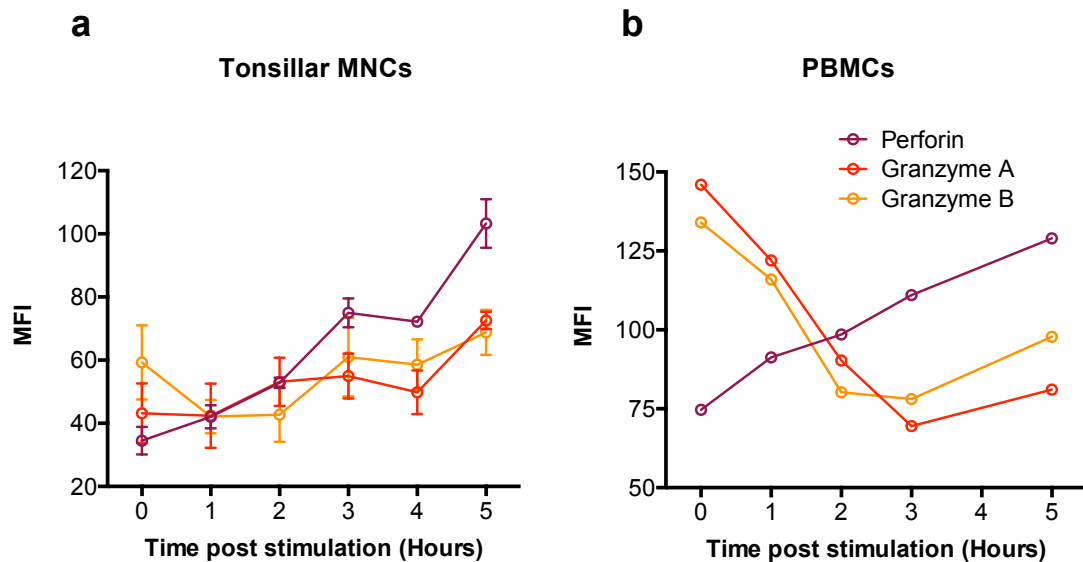 a
Tonsillar MNCs
120
100
80
60
40
20
MFI
0 1 2 3 4 5
Time post stimulation (Hours)
b
PBMCs
Perforin
Granzyme A
Granzyme B
150
125
100
75
50
MFI
0 1 2 3 4 5
Time post stimulation (Hours)